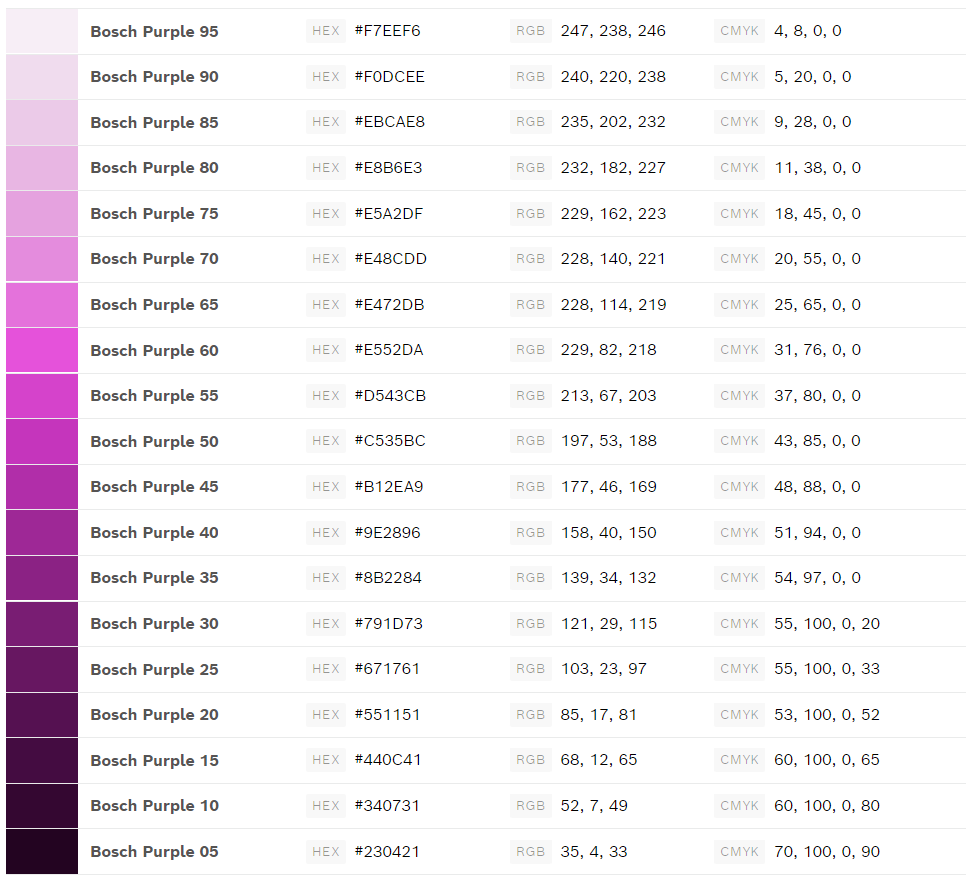 Bosch Purple 95 HEX #F7EEF6 RGB 247, 238, 246 CMYK 4, 8, 0, 0
Bosch Purple 90 HEX #F0DCEE RGB 240, 220, 238 CMYK 5, 20, 0, 0
Bosch Purple 85 HEX #EBCAE8 RGB 235, 202, 232 CMYK 9, 28, 0, 0
Bosch Purple 80 HEX #E8B6E3 RGB 232, 182, 227 CMYK 11, 38, 0, 0
Bosch Purple 75 HEX #E5A2DF RGB 229, 162, 223 CMYK 18, 45, 0, 0
Bosch Purple 70 HEX #E48CDD RGB 228, 140, 221 CMYK 20, 55, 0, 0
Bosch Purple 65 HEX #E472DB RGB 228, 114, 219 CMYK 25, 65, 0, 0
Bosch Purple 60 HEX #E552DA RGB 229, 82, 218 CMYK 31, 76, 0, 0
Bosch Purple 55 HEX #D543CB RGB 213, 67, 203 CMYK 37, 80, 0, 0
Bosch Purple 50 HEX #C535BC RGB 197, 53, 188 CMYK 43, 85, 0, 0
Bosch Purple 45 HEX #B12EA9 RGB 177, 46, 169 CMYK 48, 88, 0, 0
Bosch Purple 40 HEX #9E2896 RGB 158, 40, 150 CMYK 51, 94, 0, 0
Bosch Purple 35 HEX #8B2284 RGB 139, 34, 132 CMYK 54, 97, 0, 0
Bosch Purple 30 HEX #791D73 RGB 121, 29, 115 CMYK 55, 100, 0, 20
Bosch Purple 25 HEX #671761 RGB 103, 23, 97 CMYK 55, 100, 0, 33
Bosch Purple 20 HEX #551151 RGB 85, 17, 81 CMYK 53, 100, 0, 52
Bosch Purple 15 HEX #440C41 RGB 68, 12, 65 CMYK 60, 100, 0, 65
Bosch Purple 10 HEX #340731 RGB 52, 7, 49 CMYK 60, 100, 0, 80
Bosch Purple 05 HEX #230421 RGB 35, 4, 33 CMYK 70, 100, 0, 90